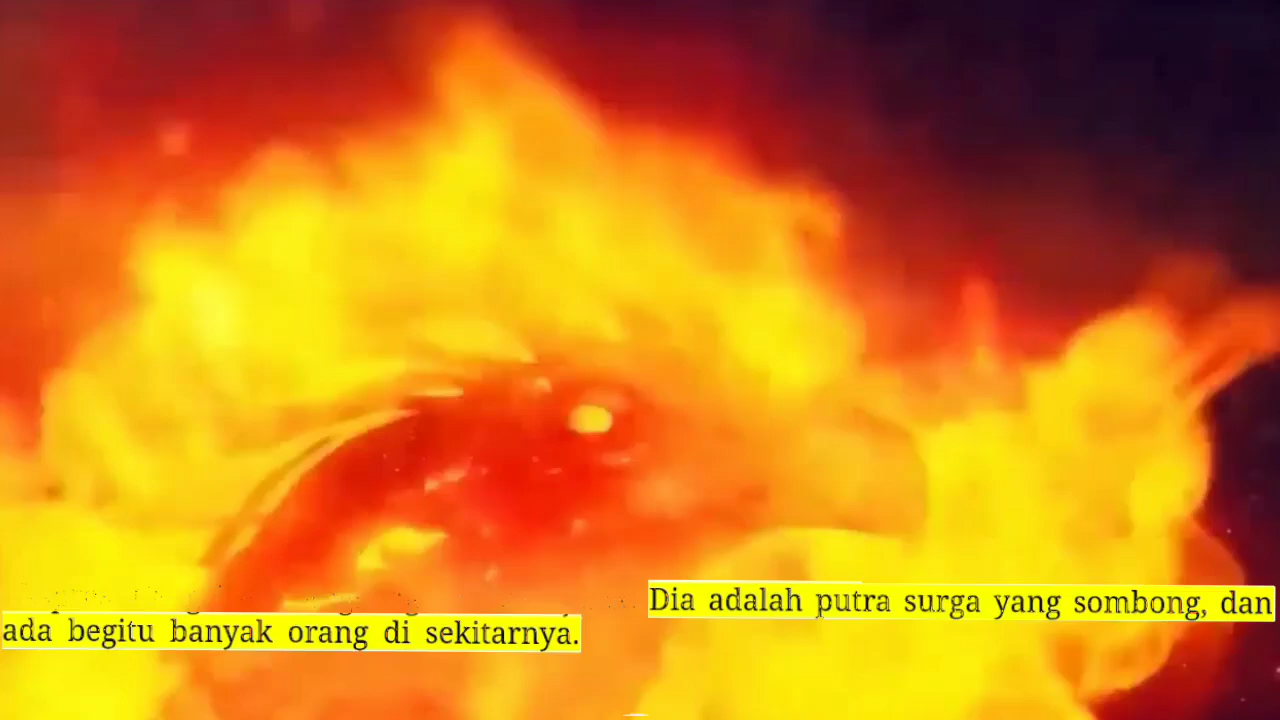 Dia adalah putra surga yang sombong, dan
ada begitu banyak orang di sekitarnya.